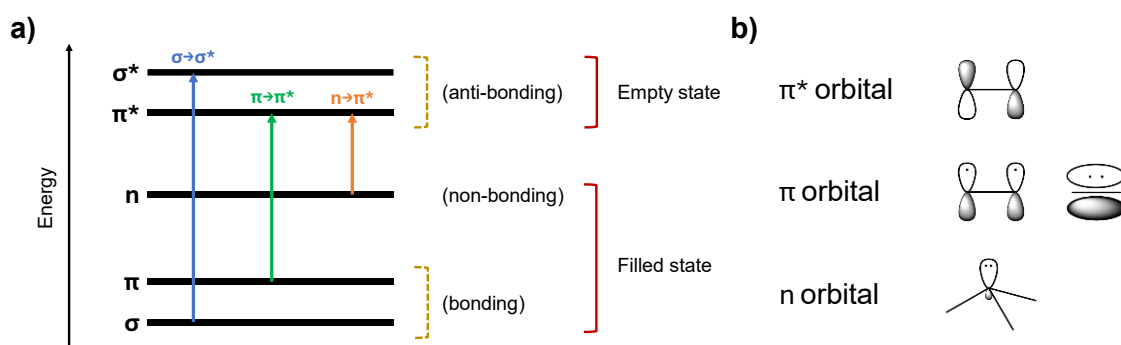 a)
b)
σ→σ*
σ*
π→π*
n→π*
(anti-bonding)
Empty state
π*
π* orbital
Energy
n
(non-bonding)
π orbital
Filled state
π
(bonding)
n orbital
σ